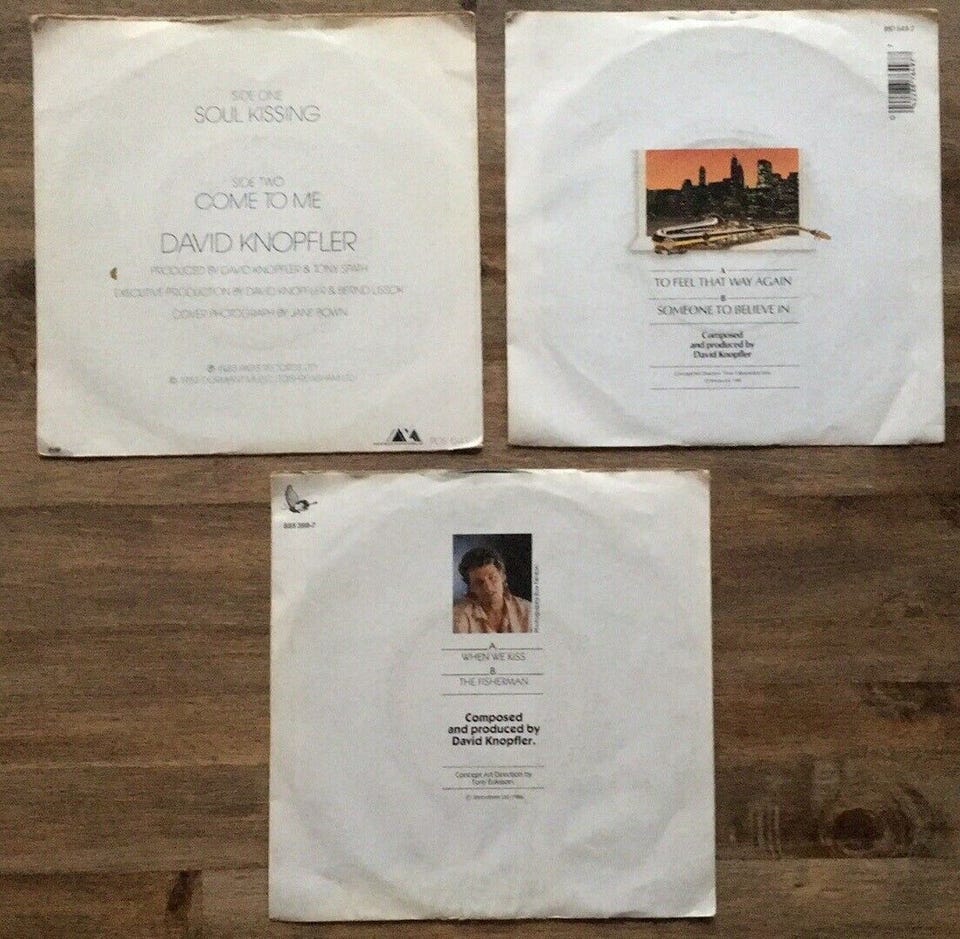 SIDE ONE
SOUL KISSING
SIDE TWO
COME TO ME
DAVID KNOPFLER
PRODUCED BY DAVID KNOPFLER & TONY SPATH
EXECUTIVE PRODUCTION BY DAVID KNOPFLER & BERND LISSOK
COVER PHOTOGRAPH BY JANE BOWN
A
TO FEEL THAT WAY AGAIN
B
SOMEONE TO BELIEVE IN
Composed
and produced by
David Knopfler
A
WHEN WE KISS
B
THE FISHERMAN
Composed
and produced by
David Knopfler.
Concept Art Direction by